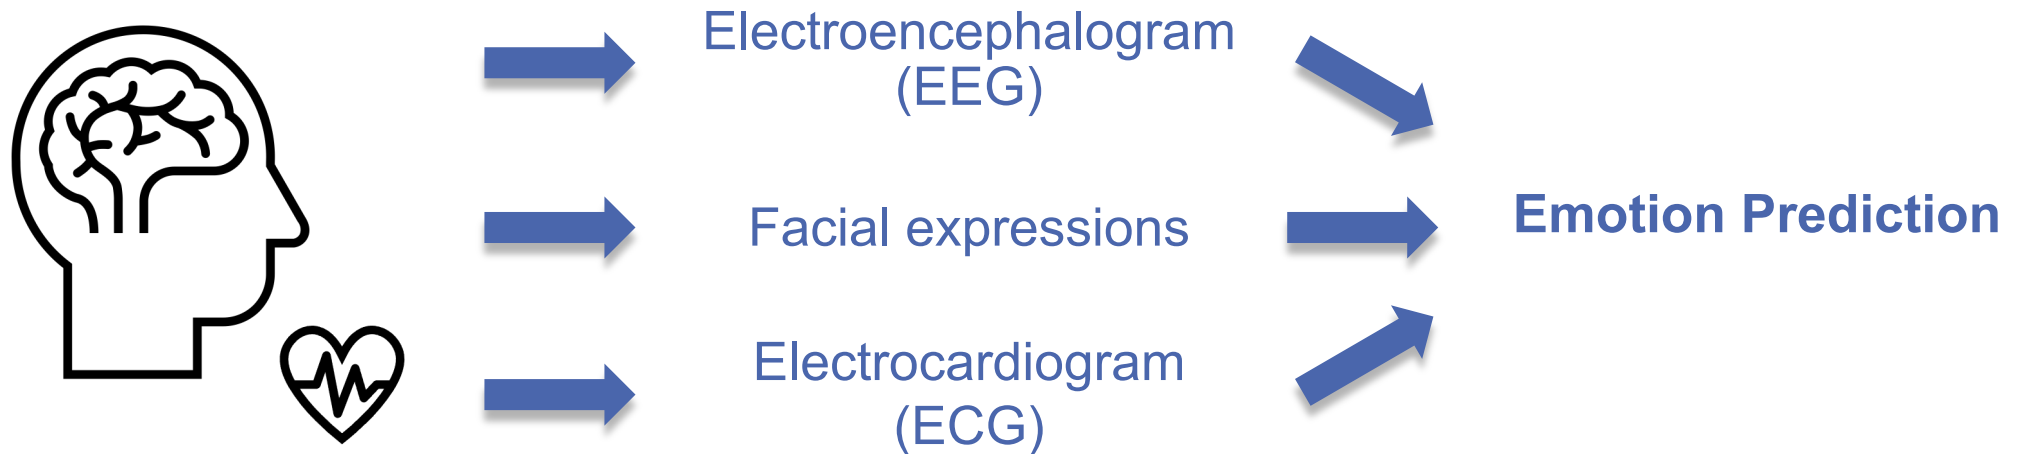 Electroencephalogram
(EEG)
Facial expressions
Emotion Prediction
Electrocardiogram
(ECG)